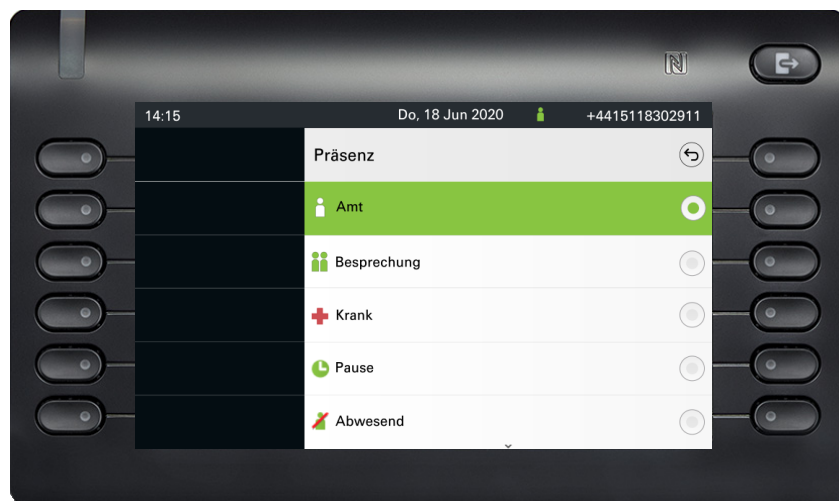 14:15 Do, 18 Jun 2020 +4415118302911
Präsenz
Amt
Besprechung
Krank
Pause
Abwesend